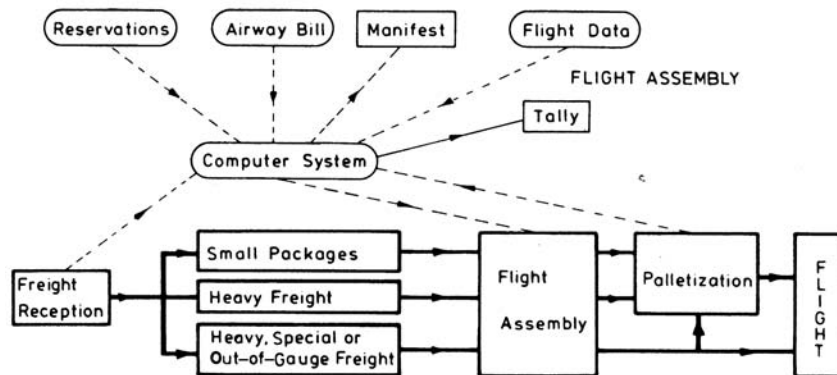 Reservations
Airway Bill
Manifest
Flight Data
FLIGHT ASSEMBLY
Tally
Computer System
Small Packages
Freight
Reception
Heavy Freight
Heavy, Special or
Out-of-Gauge Freight
Flight
Assembly
Palletization
FLIGHT